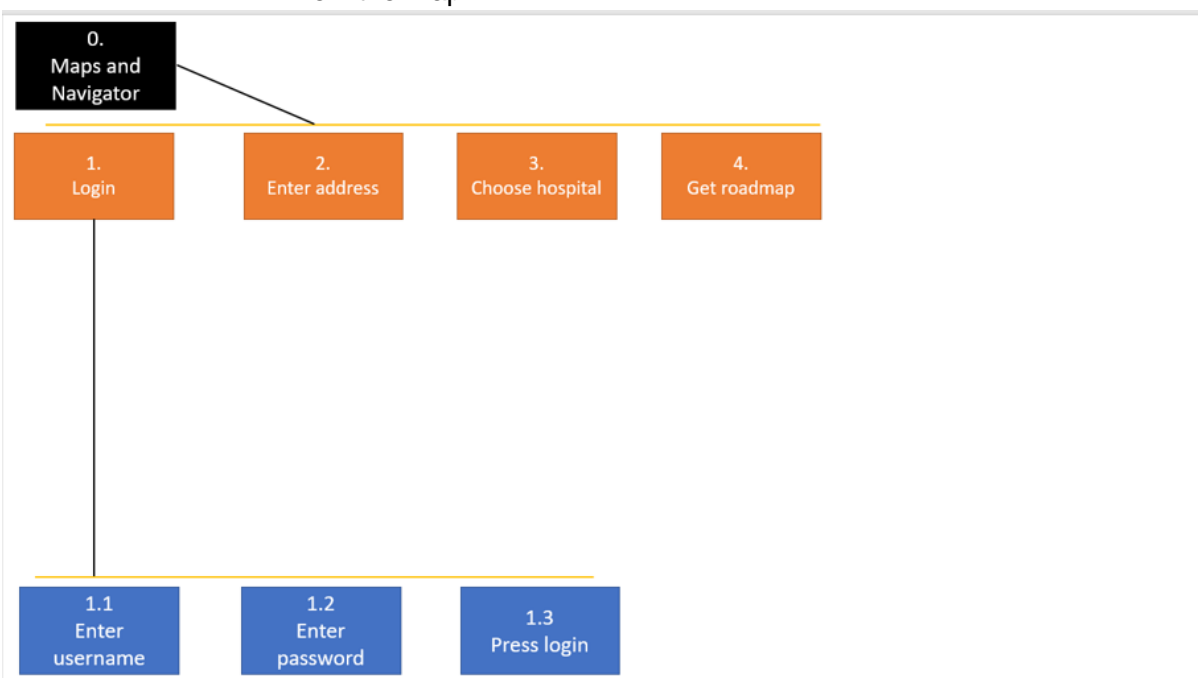 0.
Maps and
Navigator
1.
Login
2.
Enter address
3.
Choose hospital
4.
Get roadmap
1.1
Enter
username
1.2
Enter
password
1.3
Press login